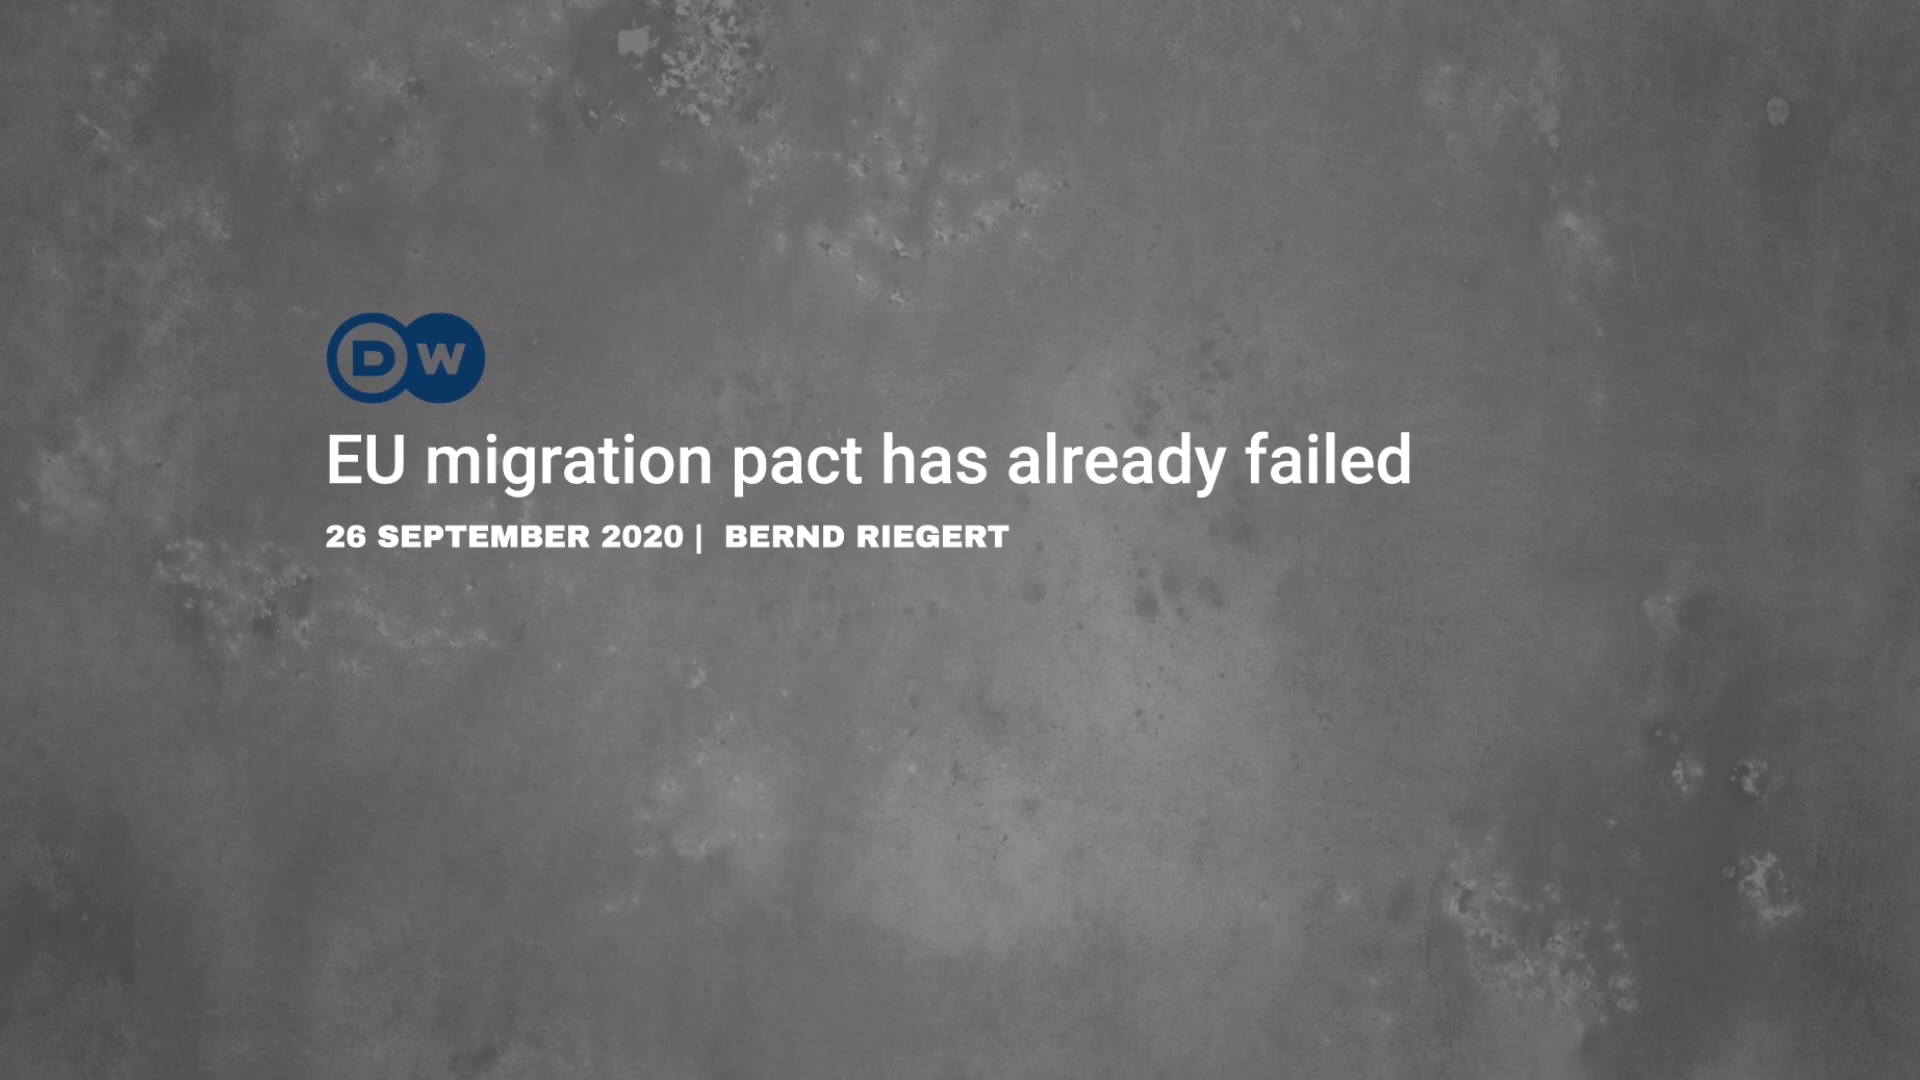 DW
EU migration pact has already failed
26 SEPTEMBER 2020 | BERND RIEGERT